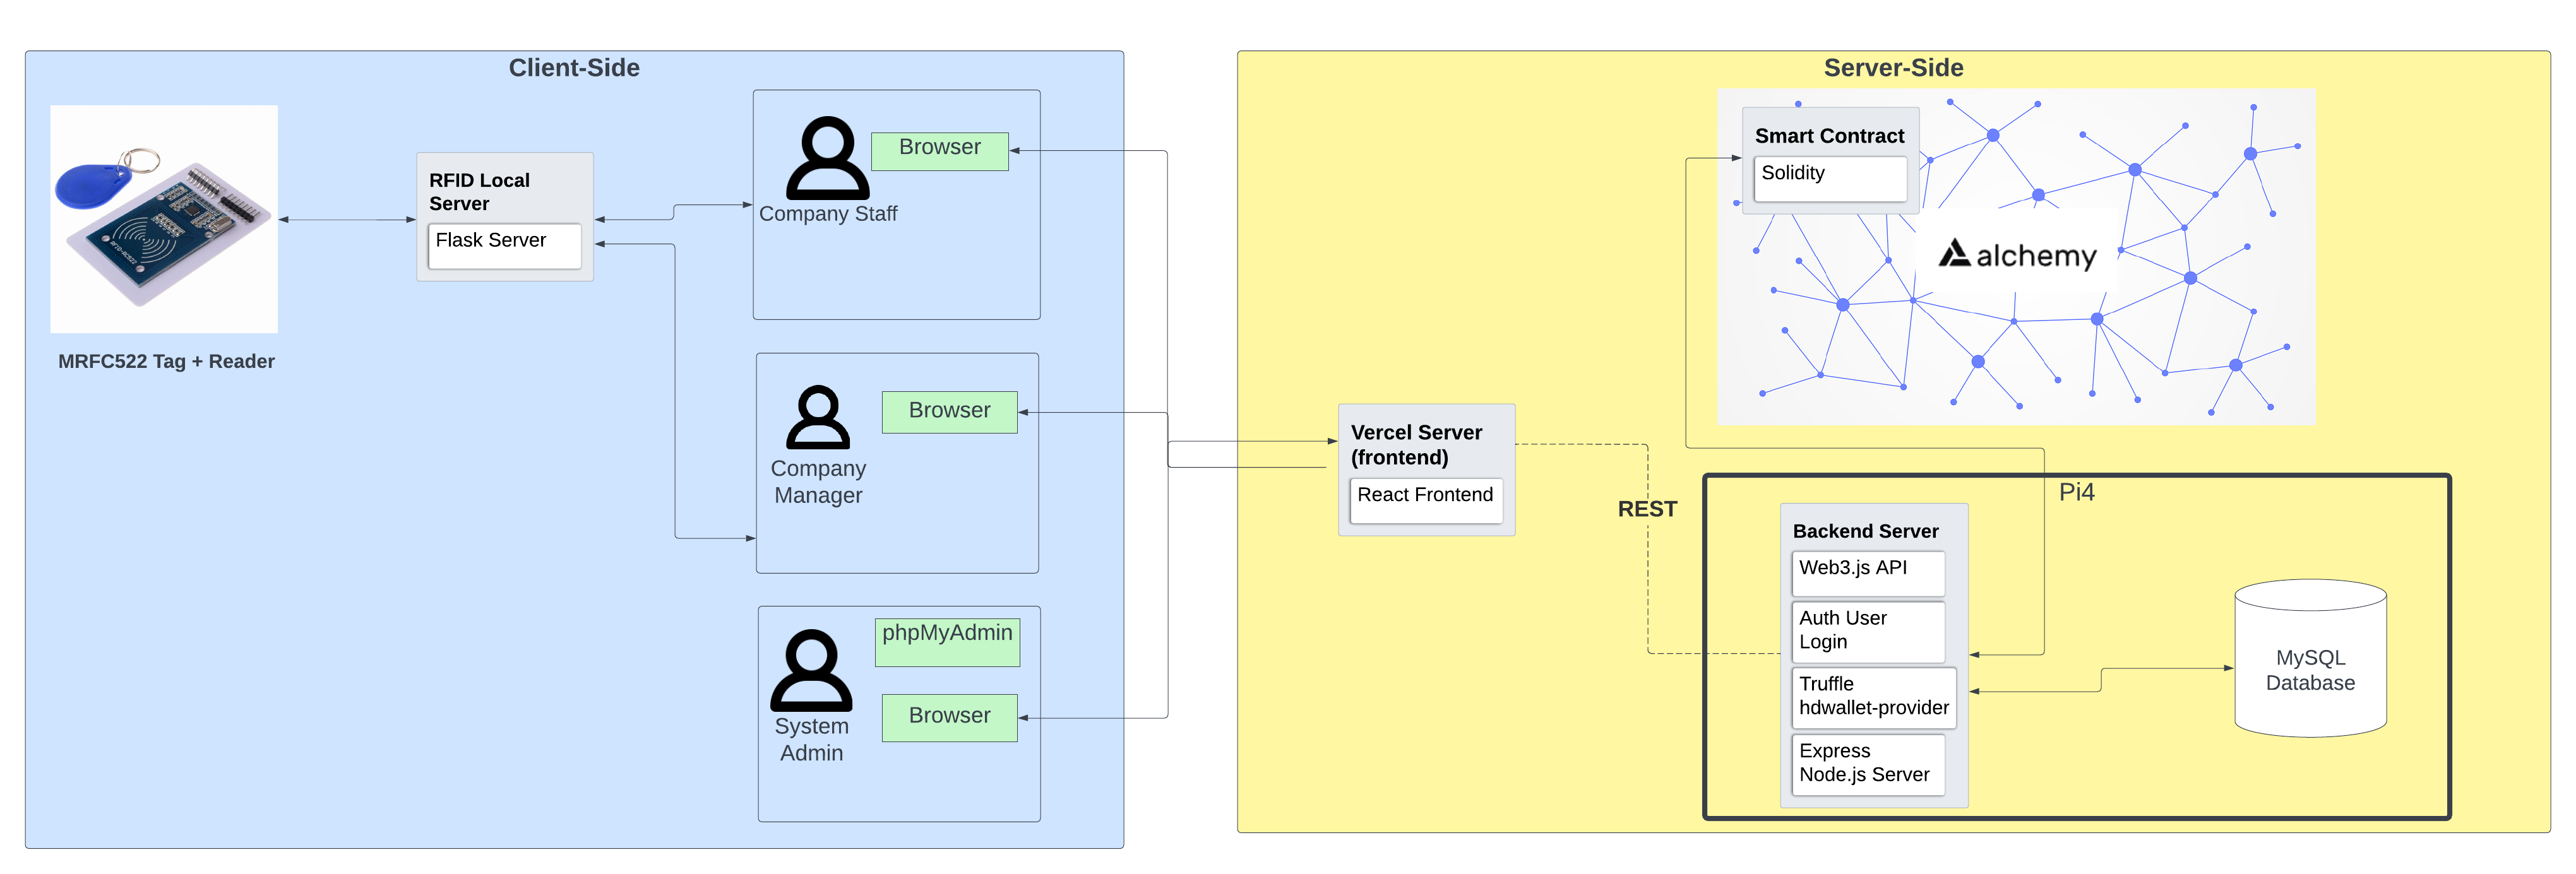 Client-Side
MRFC522 Tag + Reader
RFID Local
Server
Flask Server
Browser
Company Staff
Browser
Company
Manager
phpMyAdmin
Browser
System
Admin
Server-Side
Smart Contract
Solidity
alchemy
Vercel Server
(frontend)
React Frontend
REST
Pi4
Backend Server
Web3.js API
Auth User
Login
Truffle
hdwallet-provider
Express
Node.js Server
MySQL
Database